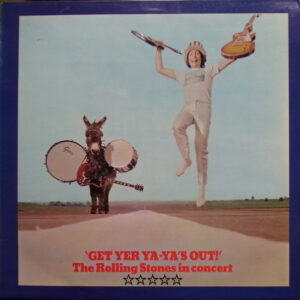 'GET YER YA-YA'S OUT!'
The Rolling Stones in concert
☆☆☆☆☆